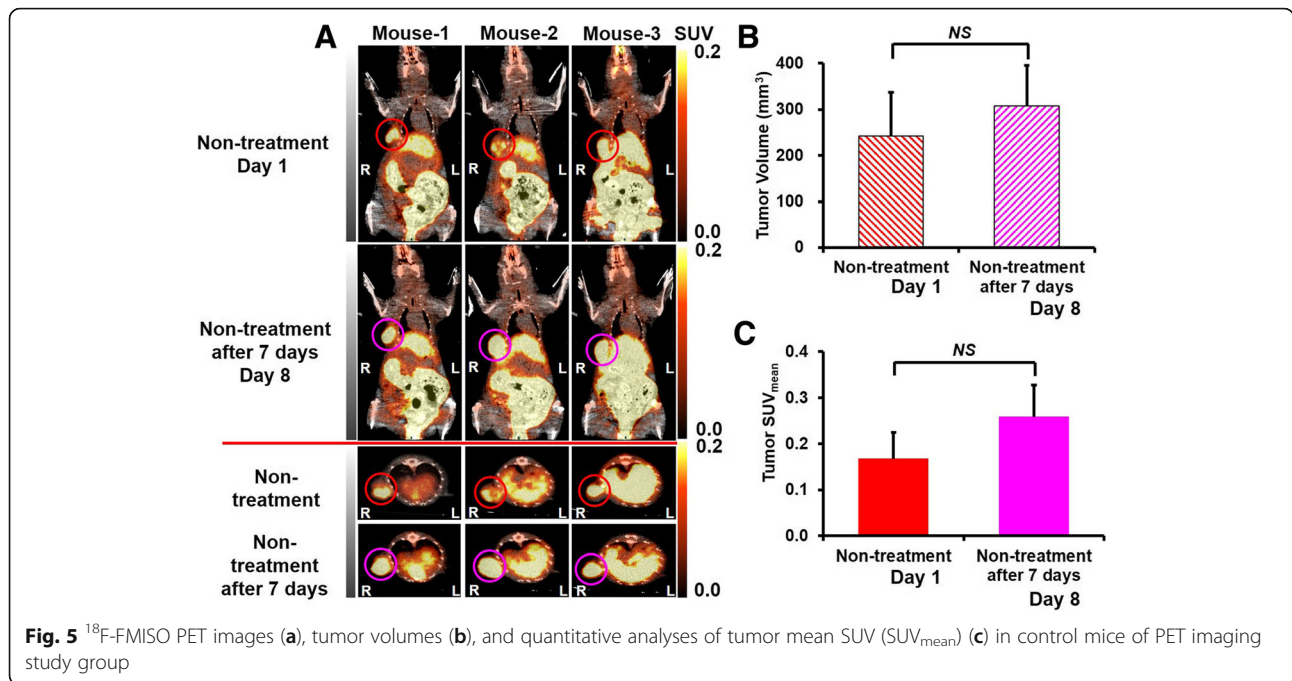 A
Mouse-1 Mouse-2 Mouse-3 SUV
Non-treatment
Day 1
R L R L R L
0.2
0.0
Non-treatment
after 7 days
Day 8
R L R L R L
0.2
0.0
Non-
treatment
R L R L R L
Non-
treatment
after 7 days
R L R L R L
0.2
0.0
B
NS
Tumor Volume (mm³)
400
300
200
100
0
Non-treatment
Day 1
Non-treatment
after 7 days
Day 8
C
NS
Tumor SUVmean
0.4
0.3
0.2
0.1
0.0
Non-treatment
Day 1
Non-treatment
after 7 days
Day 8
Fig. 5 ¹⁸F-FMISO PET images (a), tumor volumes (b), and quantitative analyses of tumor mean SUV (SUVmean) (c) in control mice of PET imaging
study group